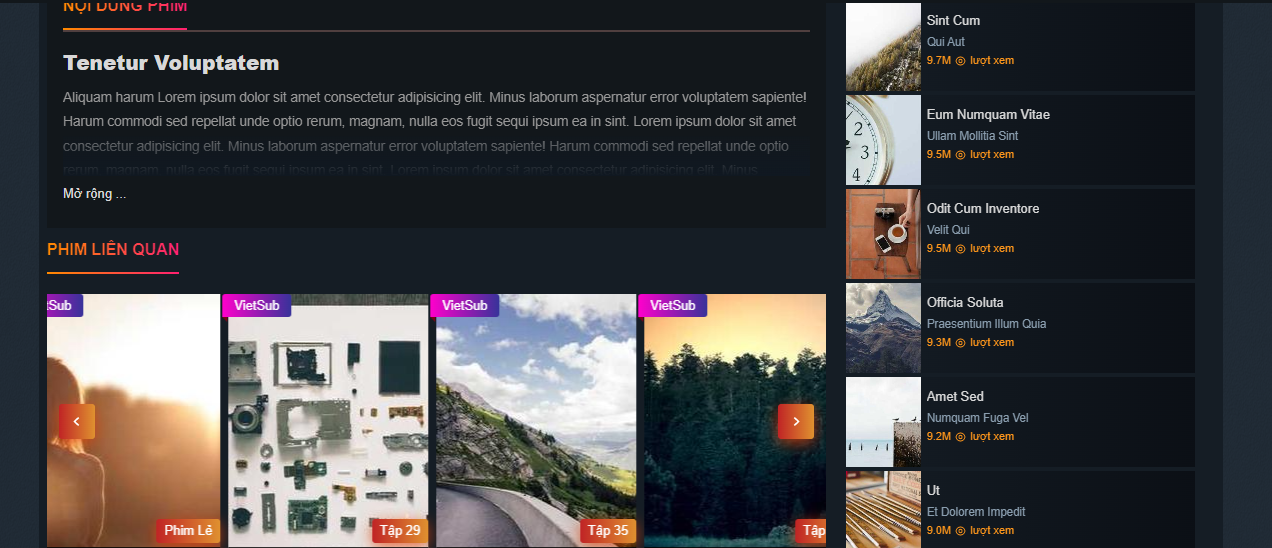 NỘI DUNG PHIM
Tenetur Voluptatem
Aliquam harum Lorem ipsum dolor sit amet consectetur adipisicing elit. Minus laborum aspernatur error voluptatem sapiente!
Harum commodi sed repellat unde optio rerum, magnam, nulla eos fugit sequi ipsum ea in sint. Lorem ipsum dolor sit amet
consectetur adipisicing elit. Minus laborum aspernatur error voluptatem sapiente! Harum commodi sed repellat unde optio
rerum, magnam, nulla eos fugit sequi ipsum ea in sint. Lorem ipsum dolor sit amet consectetur adipisicing elit. Minus
Mở rộng ...
PHIM LIÊN QUAN
tSub
VietSub
VietSub
VietSub
Phim Lẻ
Tập 29
Tập 35
Tập
Sint Cum
Qui Aut
9.7M lượt xem
Eum Numquam Vitae
Ullam Mollitia Sint
9.5M lượt xem
Odit Cum Inventore
Velit Qui
9.5M lượt xem
Officia Soluta
Praesentium Illum Quia
9.3M lượt xem
Amet Sed
Numquam Fuga Vel
9.2M lượt xem
Ut
Et Dolorem Impedit
9.0M lượt xem